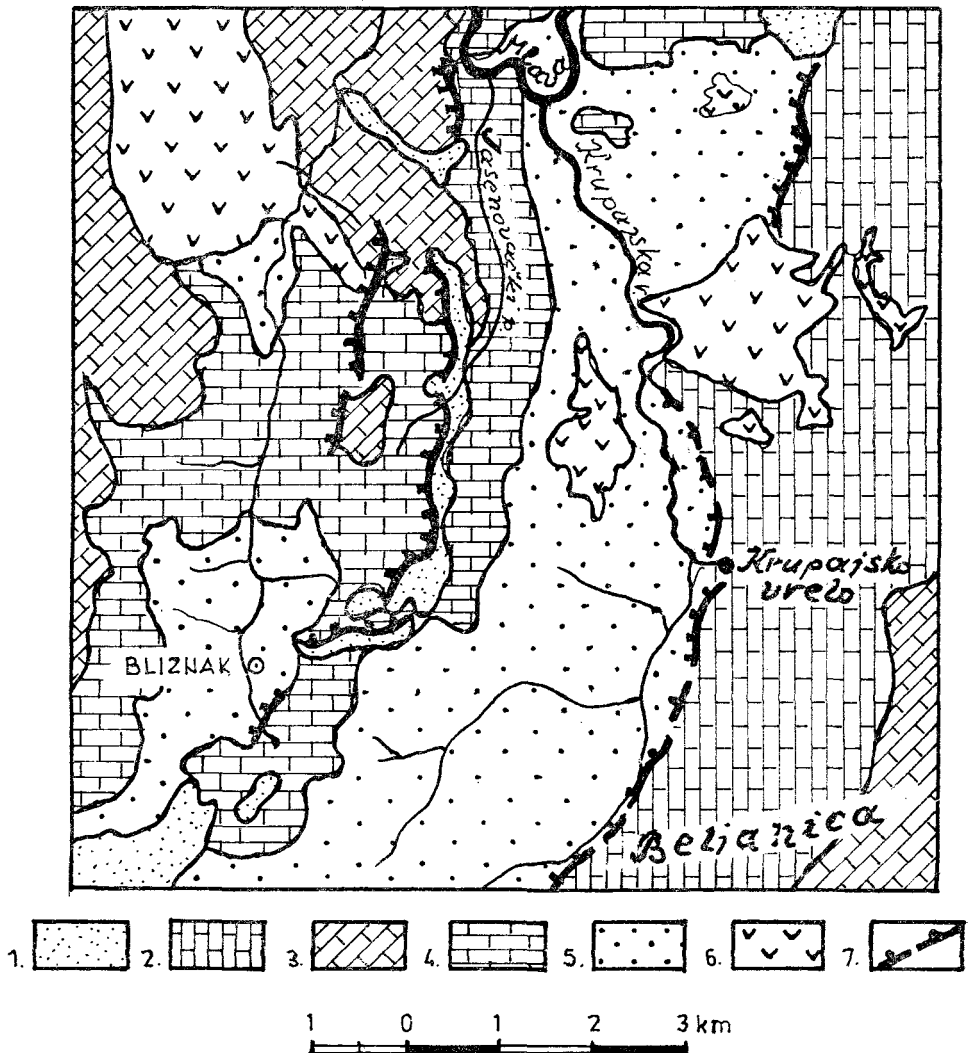 Mlava
Jasenovački p.
Krupajska r.
Krupajsko
vrelo
BLIZNAK
Beljanica
1. 2. 3. 4. 5. 6. 7.
1 0 1 2 3 km